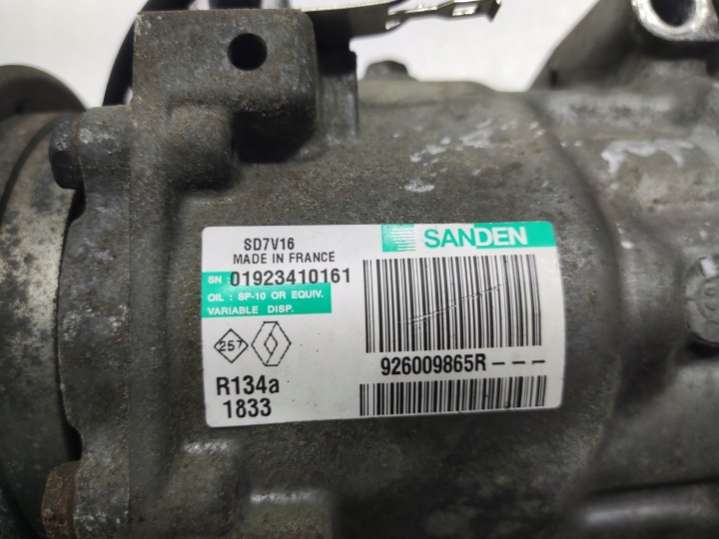 SD7V16
MADE IN FRANCE
SANDEN
SN : 01923410161
OIL : SP-10 OR EQUIV.
VARIABLE DISP.
257
926009865R---
R134a
1833